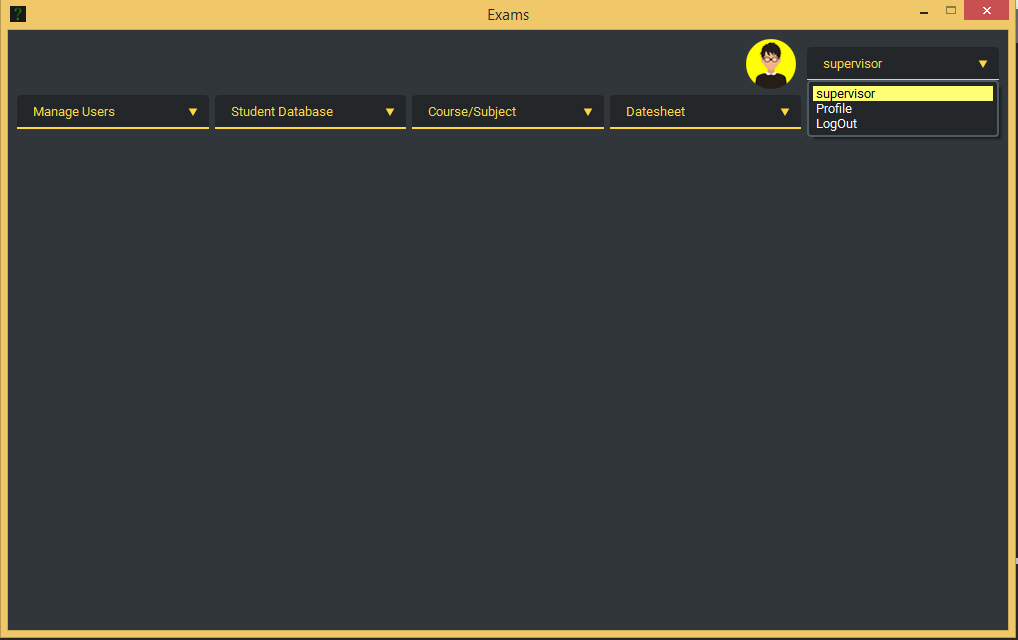 Exams
supervisor
supervisor
Profile
LogOut
Manage Users
Student Database
Course/Subject
Datesheet